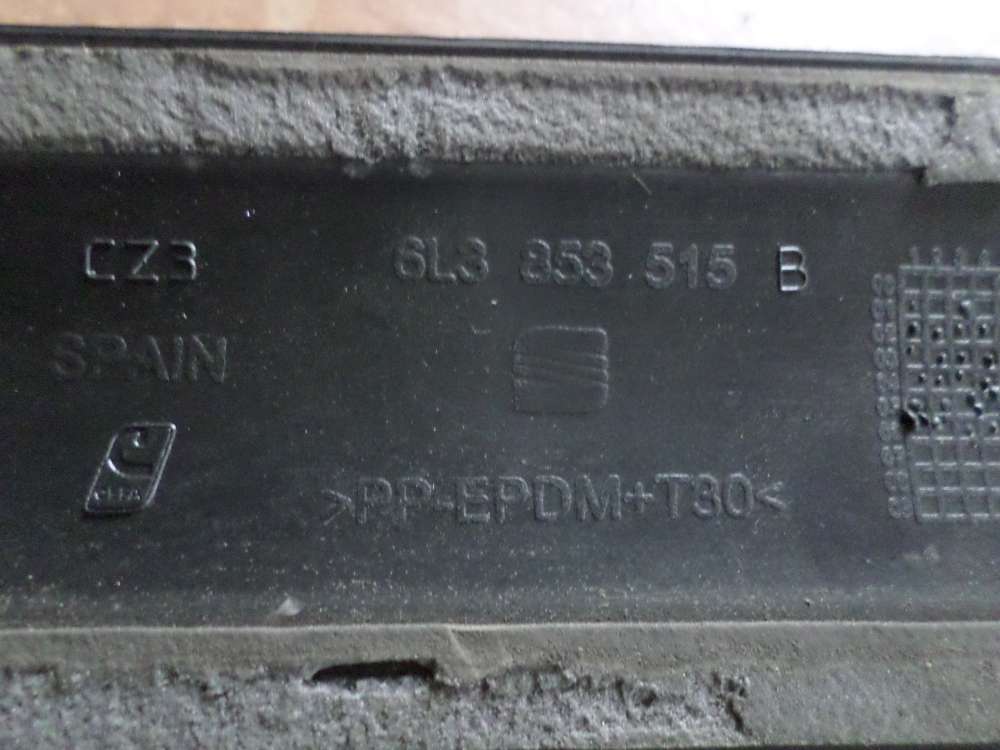 CZ3
6L3 853 515 B
SPAIN
>PP-EPDM+T30<